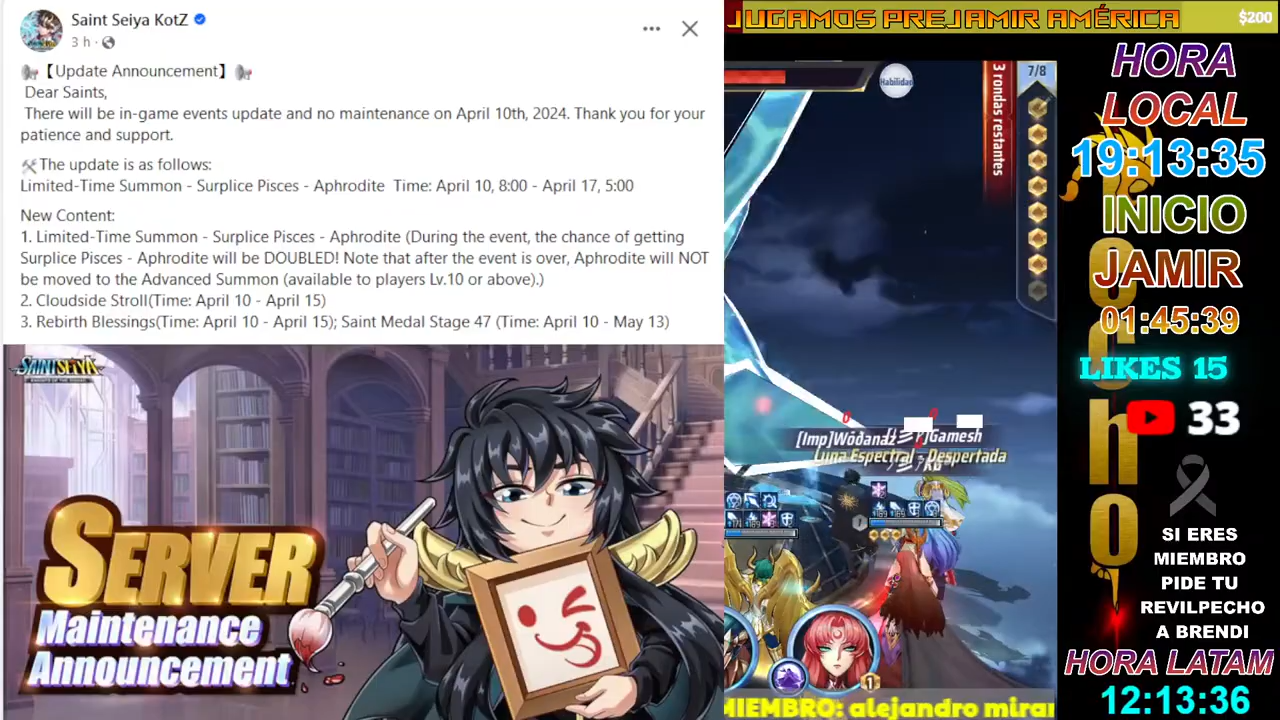 Saint Seiya KotZ
3 h
【Update Announcement】
Dear Saints,
There will be in-game events update and no maintenance on April 10th, 2024. Thank you for your
patience and support.
The update is as follows:
Limited-Time Summon - Surplice Pisces - Aphrodite Time: April 10, 8:00 - April 17, 5:00
New Content:
1. Limited-Time Summon - Surplice Pisces - Aphrodite (During the event, the chance of getting
Surplice Pisces - Aphrodite will be DOUBLED! Note that after the event is over, Aphrodite will NOT
be moved to the Advanced Summon (available to players Lv.10 or above).)
2. Cloudside Stroll(Time: April 10 - April 15)
3. Rebirth Blessings(Time: April 10 - April 15); Saint Medal Stage 47 (Time: April 10 - May 13)
SAINT SEIYA
SERVER
Maintenance
Announcement
JUGAMOS PREJAMIR AMÉRICA
$200
Habilidad
3 rondas restantes
7/8
[Imp]Wödanaz
]Gamesh
Luna Espectral - Despertada
1
MIEMBRO: alejandro mirar
HORA
LOCAL
19:13:35
INICIO
JAMIR
01:45:39
LIKES 15
33
SI ERES
MIEMBRO
PIDE TU
REVILPECHO
A BRENDI
HORA LATAM
12:13:36